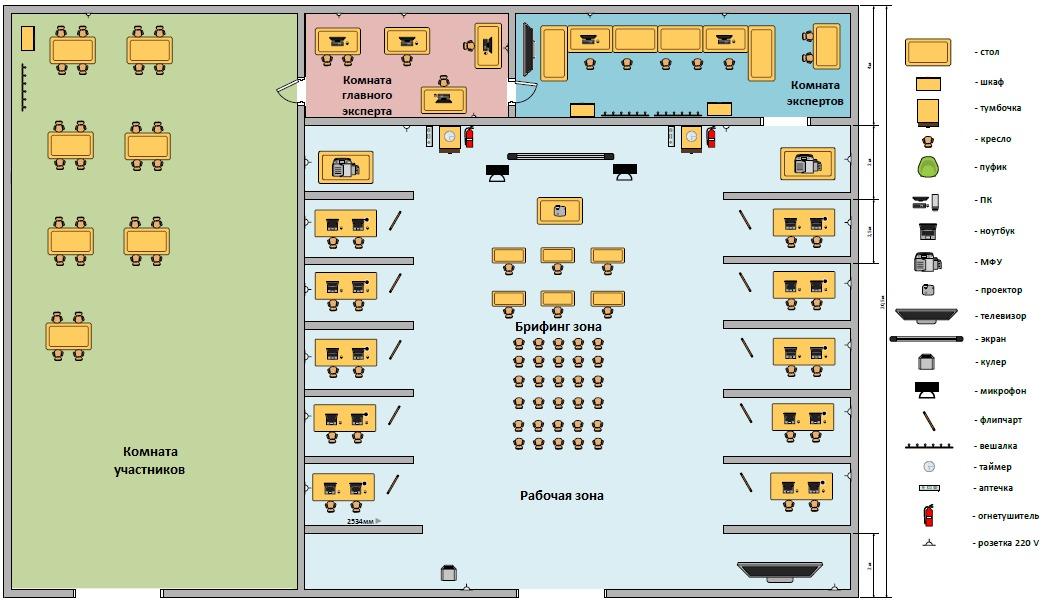 Комната
главного
эксперта
Комната
экспертов
Брифинг зона
Рабочая зона
Комната
участников
2534мм
- стол
- шкаф
- тумбочка
- кресло
- пуфик
- ПК
- ноутбук
- МФУ
- проектор
- телевизор
- экран
- кулер
- микрофон
- флипчарт
- вешалка
- таймер
- аптечка
- огнетушитель
- розетка 220 V